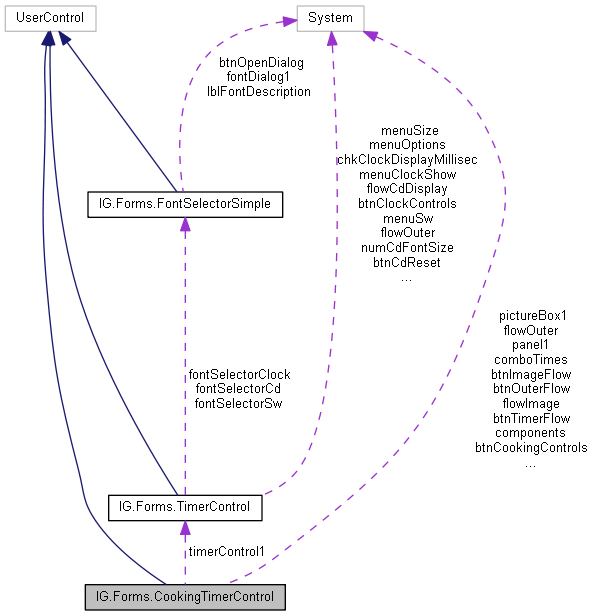 UserControl
System
btnOpenDialog
fontDialog1
lblFontDescription
menuSize
menuOptions
chkClockDisplayMillisec
menuClockShow
flowCdDisplay
btnClockControls
menuSw
flowOuter
numCdFontSize
btnCdReset
...
IG.Forms.FontSelectorSimple
pictureBox1
flowOuter
panel1
comboTimes
btnImageFlow
btnOuterFlow
flowImage
btnTimerFlow
components
btnCookingControls
...
fontSelectorClock
fontSelectorCd
fontSelectorSw
IG.Forms.TimerControl
timerControl1
IG.Forms.CookingTimerControl